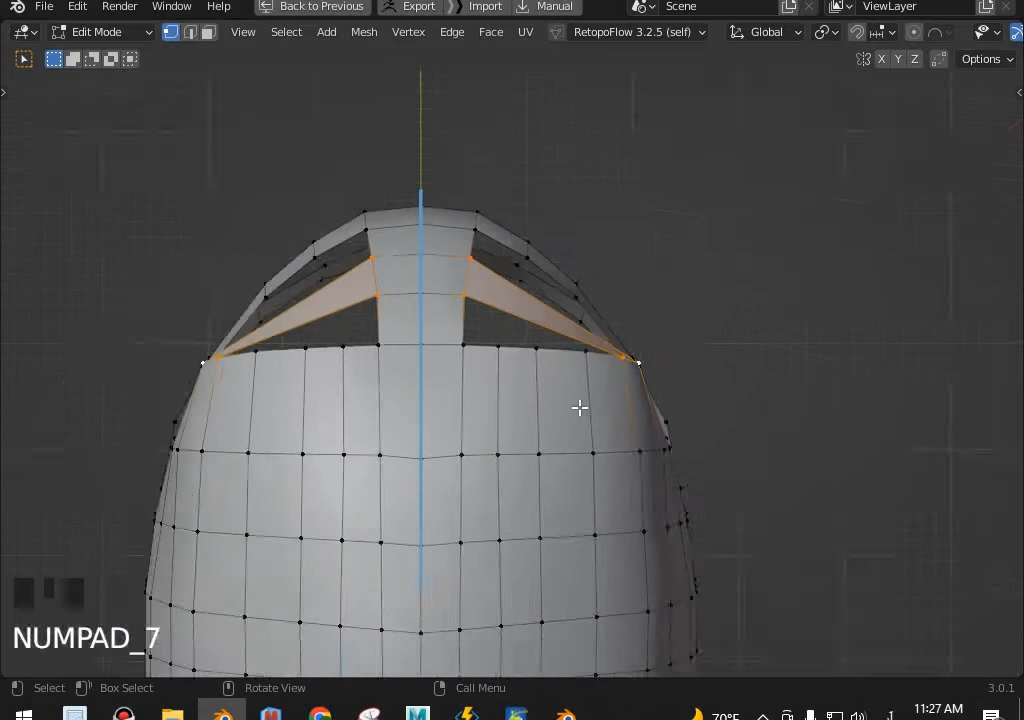 File Edit Render Window Help Back to Previous Export Import Manual Scene ViewLayer
Edit Mode View Select Add Mesh Vertex Edge Face UV RetopoFlow 3.2.5 (self) Global
X Y Z Options
NUMPAD_7
Select Box Select Rotate View Call Menu 3.0.1
70°F 11:27 AM